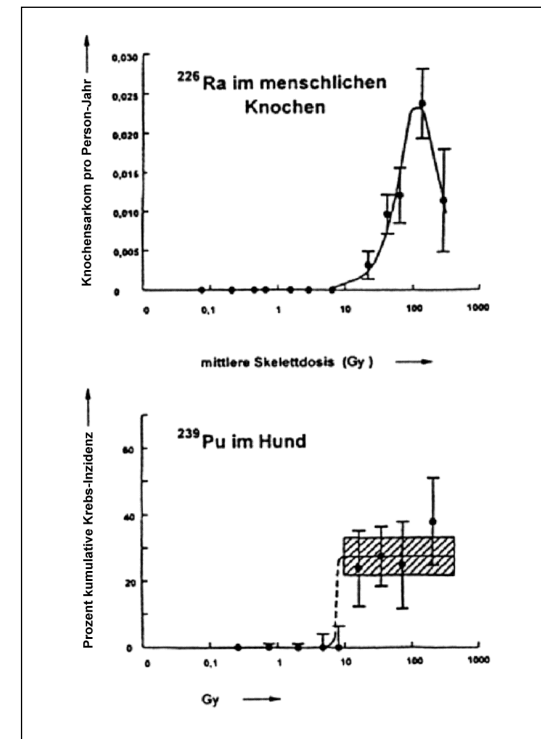 Knochensarkom pro Person-Jahr
0,030
0,025
0,020
0,015
0,010
0,005
0
226Ra im menschlichen
Knochen
0 0,1 1 10 100 1000
mittlere Skelettdosis (Gy)
Prozent kumulative Krebs-Inzidenz
60
40
20
0
239Pu im Hund
0 0,1 1 10 100 1000
Gy